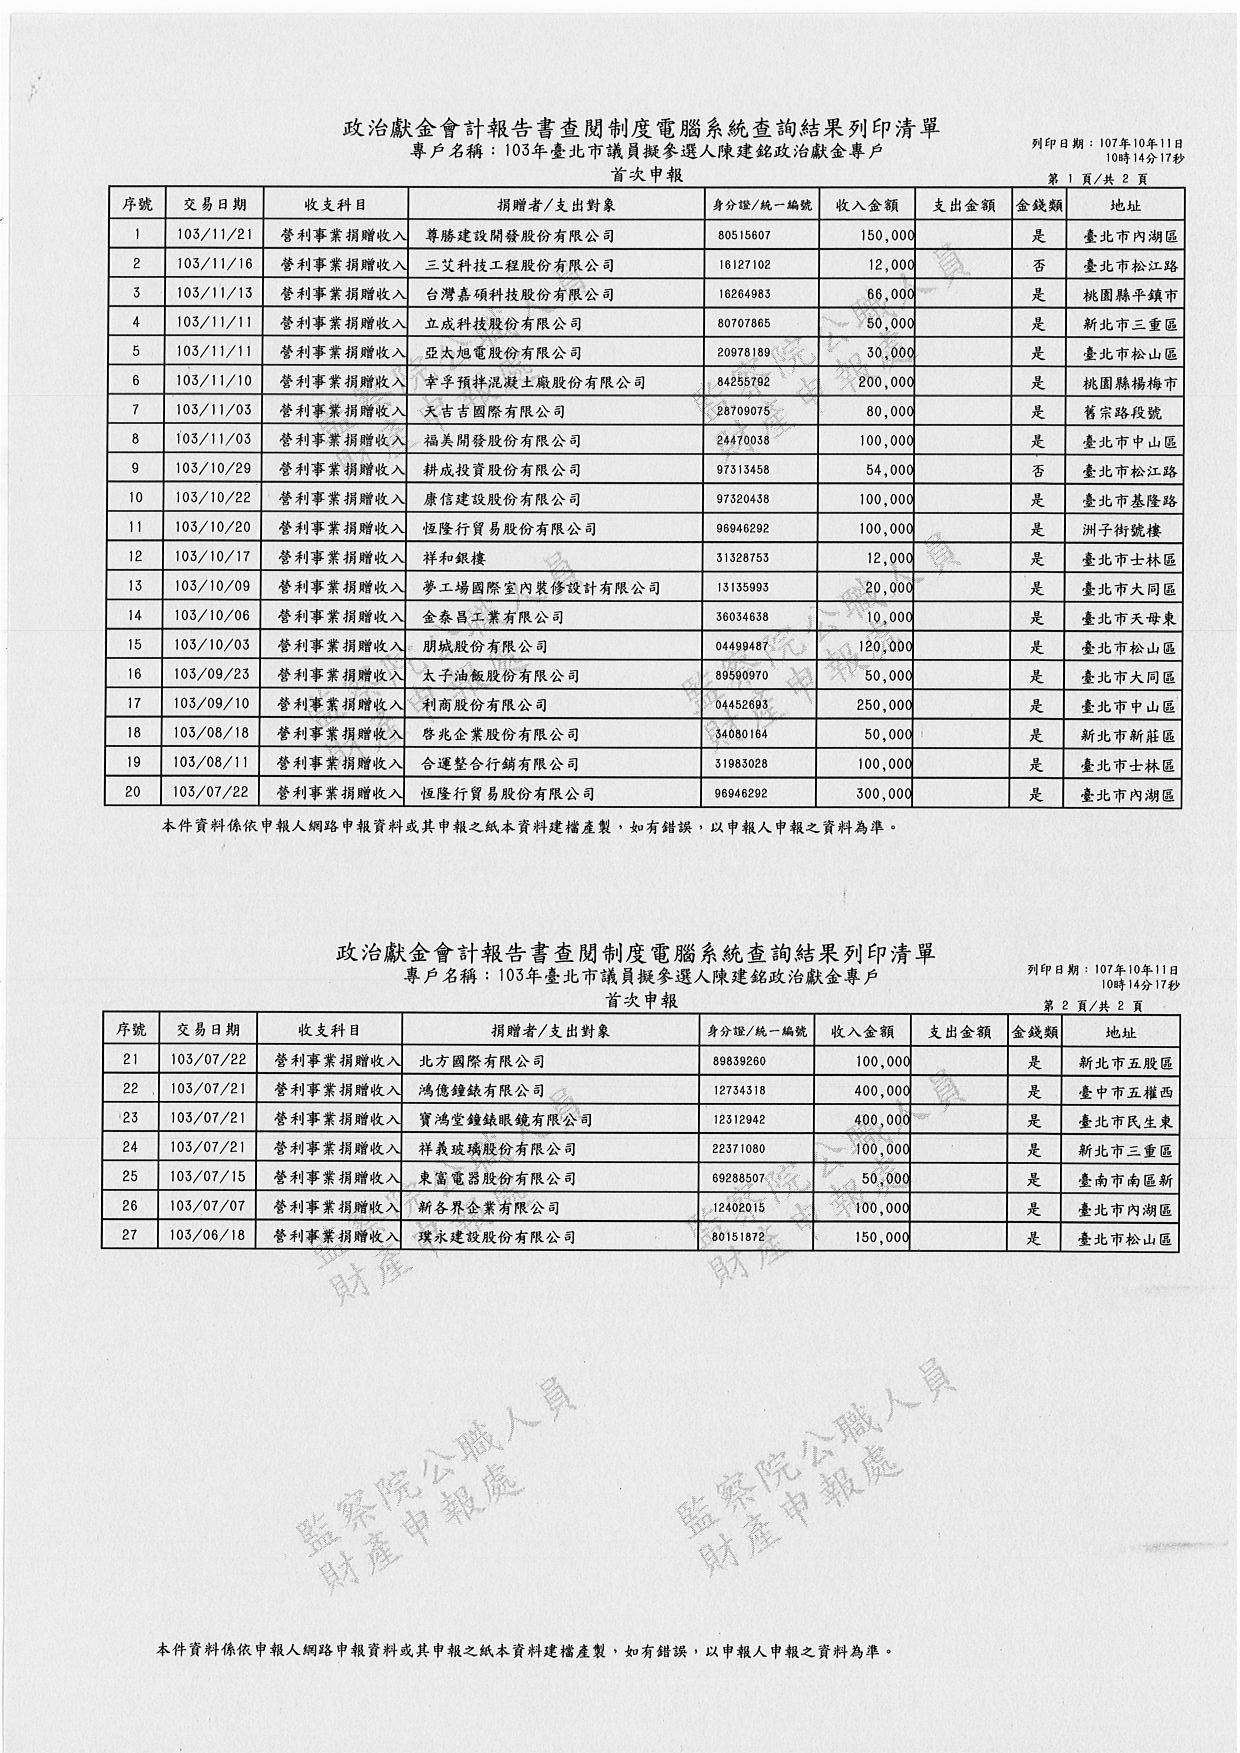 政治獻金會計報告書查閱制度電腦系統查詢結果列印清單
專戶名稱：103年臺北市議員擬參選人陳建銘政治獻金專戶
列印日期：107年10月11日
10時14分17秒
首次申報
第 1 頁/共 2 頁
序號 交易日期 收支科目 捐贈者/支出對象 身分證/統一編號 收入金額 支出金額 金錢類 地址
1 103/11/21 營利事業捐贈收入 尊勝建設開發股份有限公司 80515607 150,000 是 臺北市內湖區
2 103/11/16 營利事業捐贈收入 三艾科技工程股份有限公司 16127102 12,000 否 臺北市松江路
3 103/11/13 營利事業捐贈收入 台灣嘉碩科技股份有限公司 16264983 66,000 是 桃園縣平鎮市
4 103/11/11 營利事業捐贈收入 立成科技股份有限公司 80707865 50,000 是 新北市三重區
5 103/11/11 營利事業捐贈收入 亞太旭電股份有限公司 20978189 30,000 是 臺北市松山區
6 103/11/10 營利事業捐贈收入 幸孚預拌混凝土廠股份有限公司 84255792 200,000 是 桃園縣楊梅市
7 103/11/03 營利事業捐贈收入 天吉吉國際有限公司 28709075 80,000 是 舊宗路段號
8 103/11/03 營利事業捐贈收入 福美開發股份有限公司 24470038 100,000 是 臺北市中山區
9 103/10/29 營利事業捐贈收入 耕成投資股份有限公司 97313458 54,000 否 臺北市松江路
10 103/10/22 營利事業捐贈收入 康信建設股份有限公司 97320438 100,000 是 臺北市基隆路
11 103/10/20 營利事業捐贈收入 恆隆行貿易股份有限公司 96946292 100,000 是 洲子街號樓
12 103/10/17 營利事業捐贈收入 祥和銀樓 31328753 12,000 是 臺北市士林區
13 103/10/09 營利事業捐贈收入 夢工場國際室內裝修設計有限公司 13135993 20,000 是 臺北市大同區
14 103/10/06 營利事業捐贈收入 金泰昌工業有限公司 36034638 10,000 是 臺北市天母東
15 103/10/03 營利事業捐贈收入 朋城股份有限公司 04499487 120,000 是 臺北市松山區
16 103/09/23 營利事業捐贈收入 太子油飯股份有限公司 89590970 50,000 是 臺北市大同區
17 103/09/10 營利事業捐贈收入 利商股份有限公司 04452693 250,000 是 臺北市中山區
18 103/08/18 營利事業捐贈收入 啓兆企業股份有限公司 34080164 50,000 是 新北市新莊區
19 103/08/11 營利事業捐贈收入 合運整合行銷有限公司 31983028 100,000 是 臺北市士林區
20 103/07/22 營利事業捐贈收入 恆隆行貿易股份有限公司 96946292 300,000 是 臺北市內湖區
本件資料係依申報人網路申報資料或其申報之紙本資料建檔產製，如有錯誤，以申報人申報之資料為準。
政治獻金會計報告書查閱制度電腦系統查詢結果列印清單
專戶名稱：103年臺北市議員擬參選人陳建銘政治獻金專戶
列印日期：107年10月11日
10時14分17秒
首次申報
第 2 頁/共 2 頁
序號 交易日期 收支科目 捐贈者/支出對象 身分證/統一編號 收入金額 支出金額 金錢類 地址
21 103/07/22 營利事業捐贈收入 北方國際有限公司 89839260 100,000 是 新北市五股區
22 103/07/21 營利事業捐贈收入 鴻億鐘錶有限公司 12734318 400,000 是 臺中市五權西
23 103/07/21 營利事業捐贈收入 寶鴻堂鐘錶眼鏡有限公司 12312942 400,000 是 臺北市民生東
24 103/07/21 營利事業捐贈收入 祥義玻璃股份有限公司 22371080 100,000 是 新北市三重區
25 103/07/15 營利事業捐贈收入 東富電器股份有限公司 69288507 50,000 是 臺南市南區新
26 103/07/07 營利事業捐贈收入 新各界企業有限公司 12402015 100,000 是 臺北市內湖區
27 103/06/18 營利事業捐贈收入 璞永建設股份有限公司 80151872 150,000 是 臺北市松山區
監察院公職人員
財產申報處
監察院公職人員
財產申報處
本件資料係依申報人網路申報資料或其申報之紙本資料建檔產製，如有錯誤，以申報人申報之資料為準。